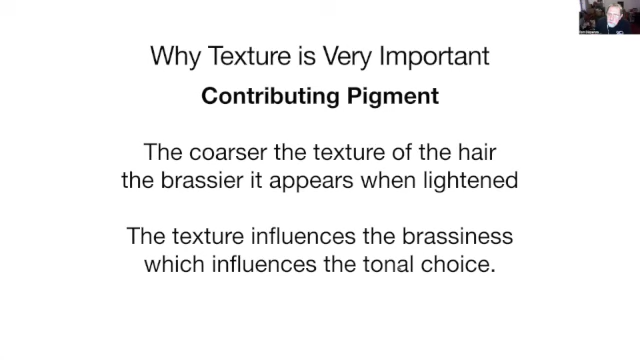 Why Texture is Very Important
Contributing Pigment
The coarser the texture of the hair
the brassier it appears when lightened
The texture influences the brassiness
which influences the tonal choice.